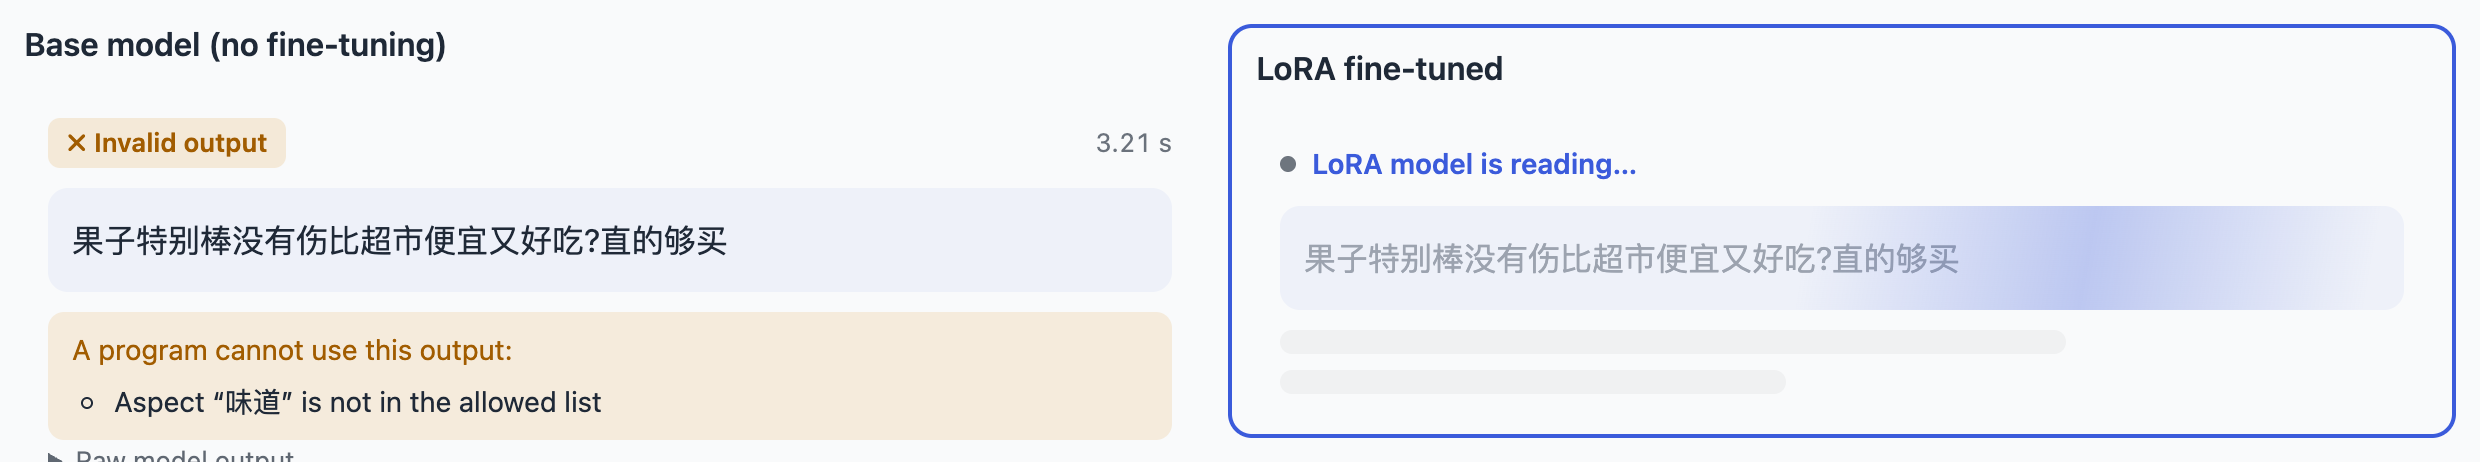 Base model (no fine-tuning)
✕ Invalid output
3.21 s
果子特别棒没有伤比超市便宜又好吃?直的够买
A program cannot use this output:
Aspect “味道” is not in the allowed list
▶ Raw model output
LoRA fine-tuned
LoRA model is reading...
果子特别棒没有伤比超市便宜又好吃?直的够买